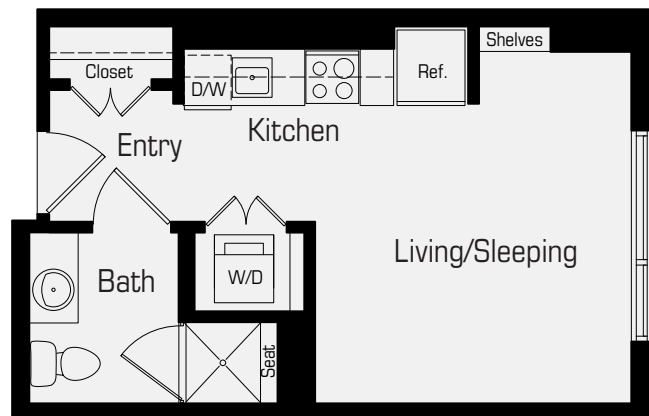 Shelves
Closet
D/W
Ref.
Kitchen
Entry
Living/Sleeping
W/D
Bath
Seat